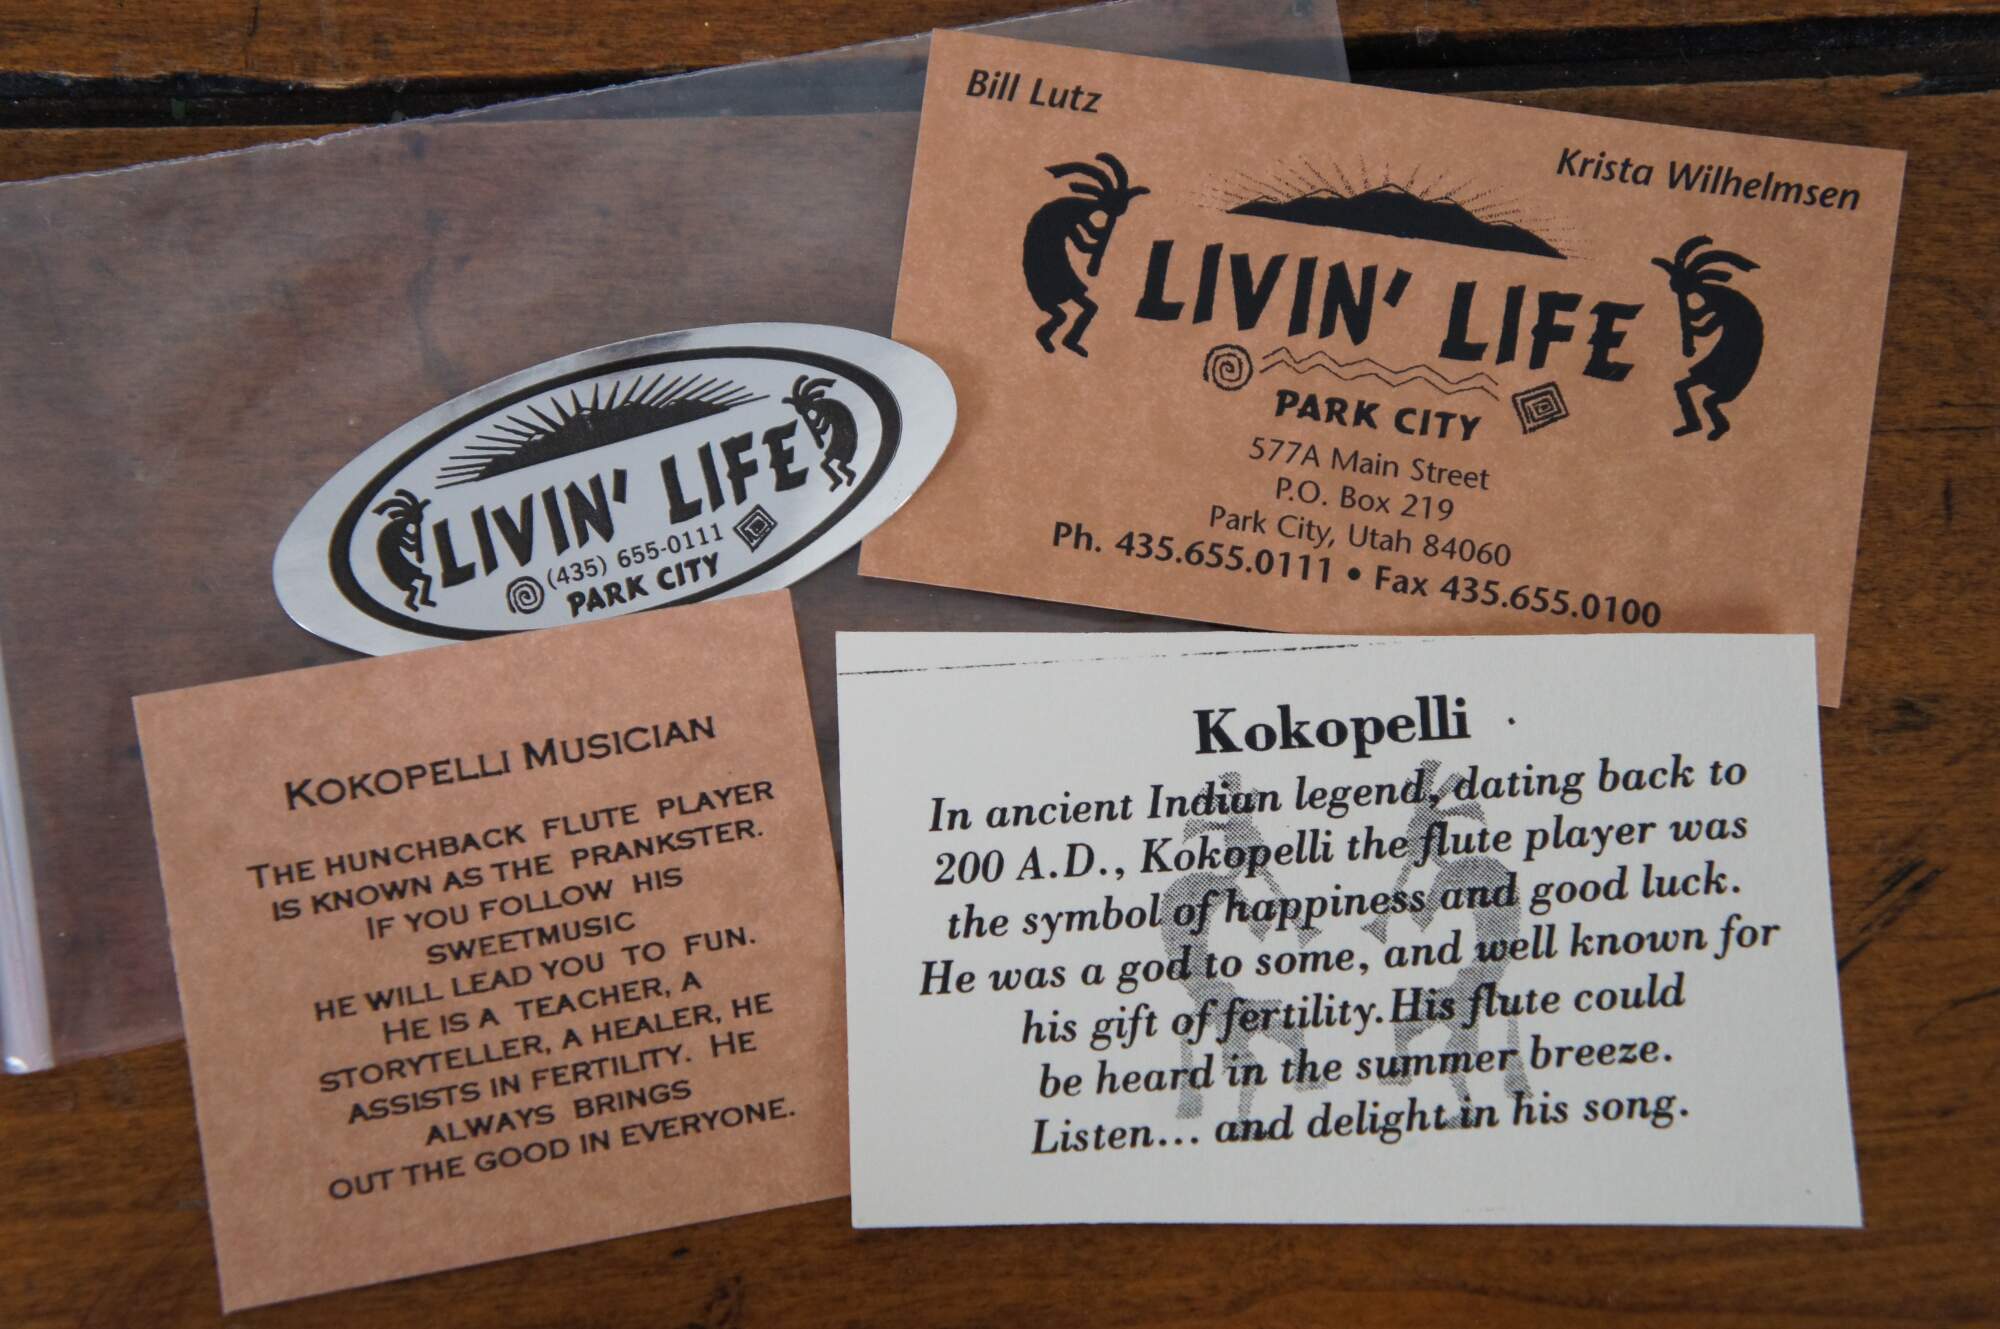 Bill Lutz
Krista Wilhelmsen
LIVIN' LIFE
PARK CITY
577A Main Street
P.O. Box 219
Park City, Utah 84060
Ph. 435.655.0111 • Fax 435.655.0100
LIVIN' LIFE
(435) 655-0111
PARK CITY
KOKOPELLI MUSICIAN
THE HUNCHBACK FLUTE PLAYER
IS KNOWN AS THE PRANKSTER.
IF YOU FOLLOW HIS
SWEETMUSIC
HE WILL LEAD YOU TO FUN.
HE IS A TEACHER, A
STORYTELLER, A HEALER, HE
ASSISTS IN FERTILITY. HE
ALWAYS BRINGS
OUT THE GOOD IN EVERYONE.
Kokopelli
In ancient Indian legend, dating back to
200 A.D., Kokopelli the flute player was
the symbol of happiness and good luck.
He was a god to some, and well known for
his gift of fertility. His flute could
be heard in the summer breeze.
Listen... and delight in his song.